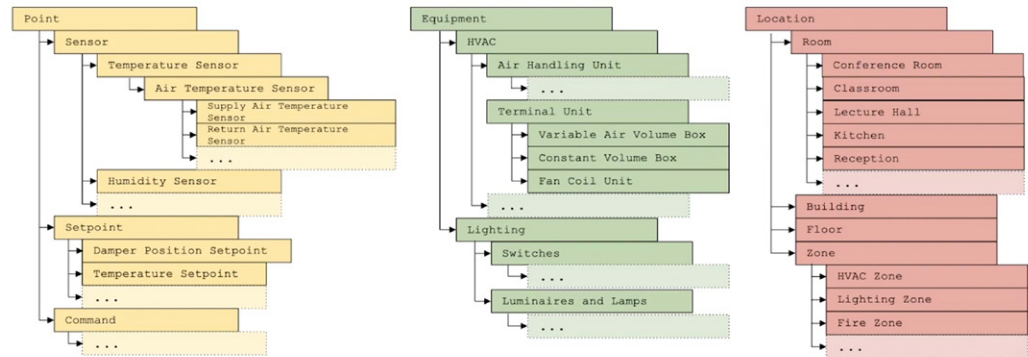 Point
Sensor
Temperature Sensor
Air Temperature Sensor
Supply Air Temperature
Sensor
Return Air Temperature
Sensor
...
Humidity Sensor
...
Setpoint
Damper Position Setpoint
Temperature Setpoint
...
Command
...
Equipment
HVAC
Air Handling Unit
...
Terminal Unit
Variable Air Volume Box
Constant Volume Box
Fan Coil Unit
...
Lighting
Switches
...
Luminaires and Lamps
...
Location
Room
Conference Room
Classroom
Lecture Hall
Kitchen
Reception
...
Building
Floor
Zone
HVAC Zone
Lighting Zone
Fire Zone
...